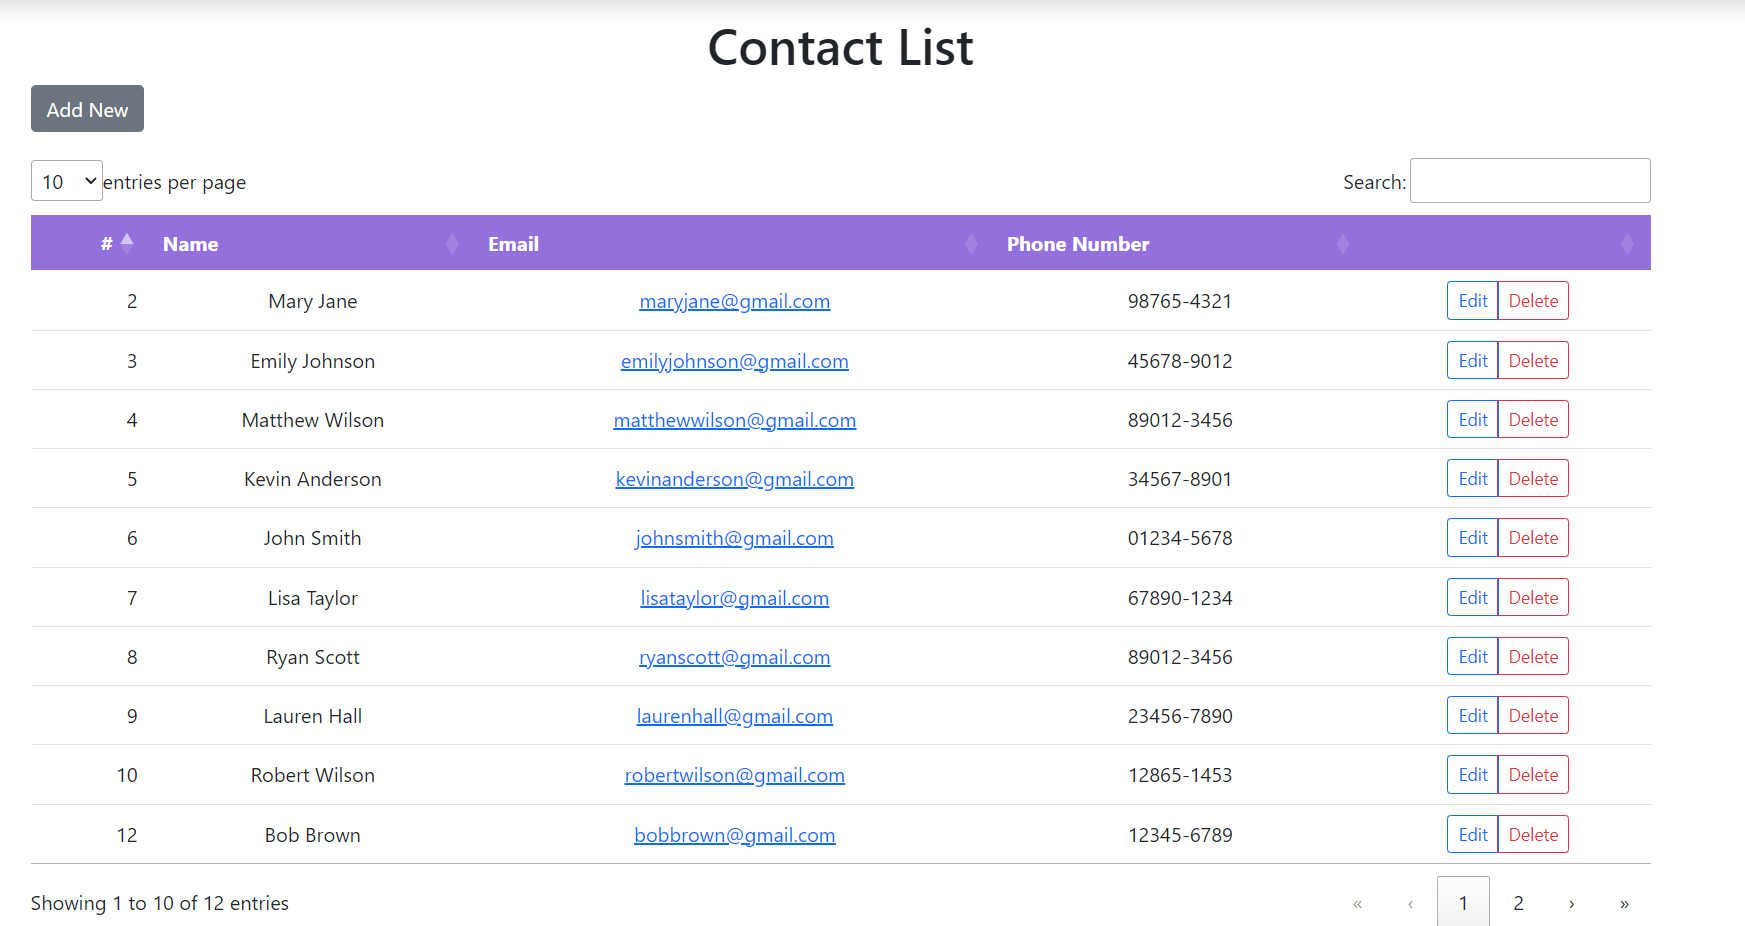 Contact List
Add New
10 entries per page Search:
# Name Email Phone Number
2 Mary Jane maryjane@gmail.com 98765-4321 Edit Delete
3 Emily Johnson emilyjohnson@gmail.com 45678-9012 Edit Delete
4 Matthew Wilson matthewwilson@gmail.com 89012-3456 Edit Delete
5 Kevin Anderson kevinanderson@gmail.com 34567-8901 Edit Delete
6 John Smith johnsmith@gmail.com 01234-5678 Edit Delete
7 Lisa Taylor lisataylor@gmail.com 67890-1234 Edit Delete
8 Ryan Scott ryanscott@gmail.com 89012-3456 Edit Delete
9 Lauren Hall laurenhall@gmail.com 23456-7890 Edit Delete
10 Robert Wilson robertwilson@gmail.com 12865-1453 Edit Delete
12 Bob Brown bobbrown@gmail.com 12345-6789 Edit Delete
Showing 1 to 10 of 12 entries « ‹ 1 2 › »